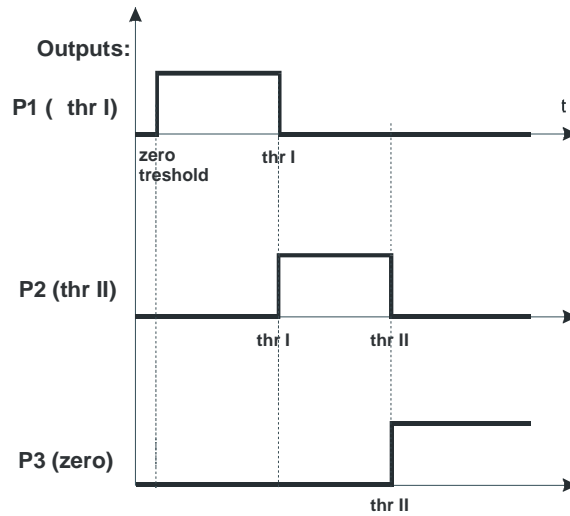 Outputs:
P1 ( thr I)
t
zero
treshold
thr I
P2 (thr II)
thr I
thr II
P3 (zero)
thr II